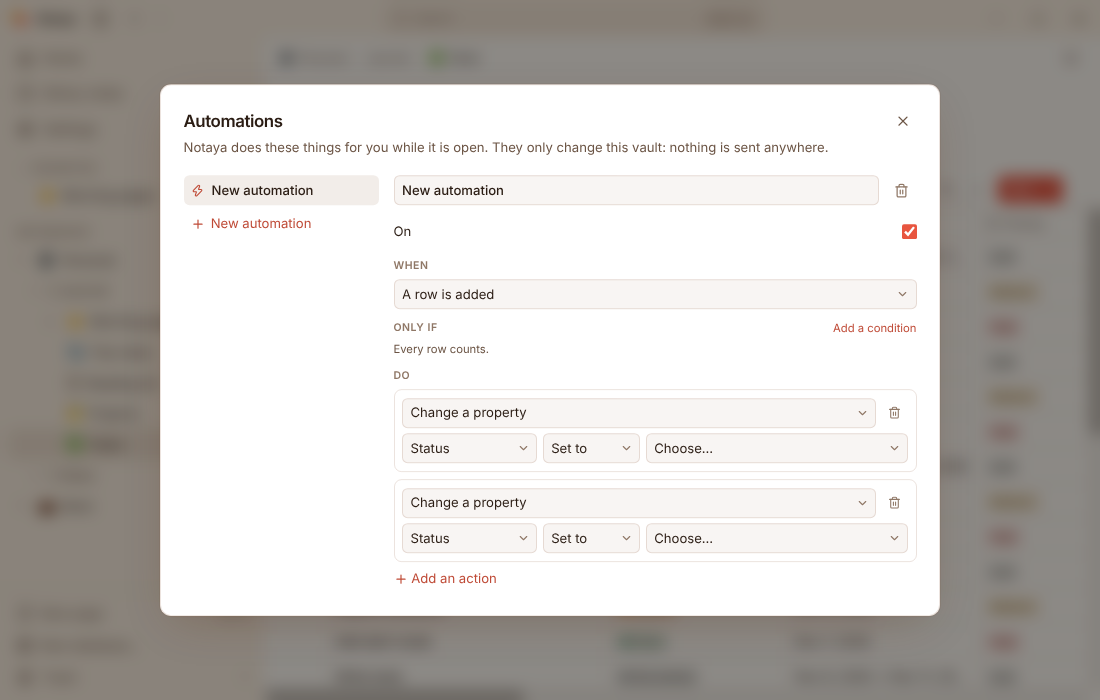 Automations
Notaya does these things for you while it is open. They only change this vault: nothing is sent anywhere.
New automation
New automation
New automation
On
WHEN
A row is added
ONLY IF
Add a condition
Every row counts.
DO
Change a property
Status
Set to
Choose...
Change a property
Status
Set to
Choose...
Add an action